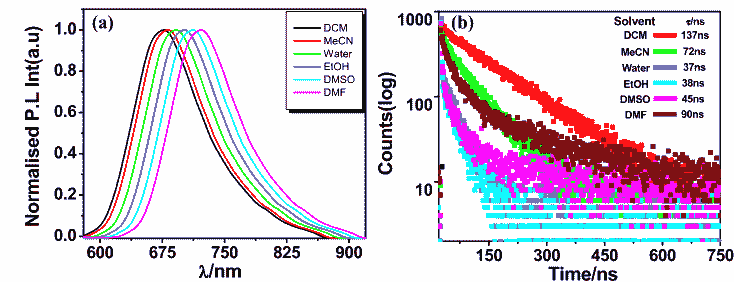 (a)
Normalised P.L Int(a.u)
1.0
0.8
0.6
0.4
0.2
0.0
600 675 750 825 900
λ/nm
DCM
MeCN
Water
EtOH
DMSO
DMF
(b)
Counts(log)
1000
100
10
150 300 450 600 750
Time/ns
Solvent τ/ns
DCM 137ns
MeCN 72ns
Water 37ns
EtOH 38ns
DMSO 45ns
DMF 90ns